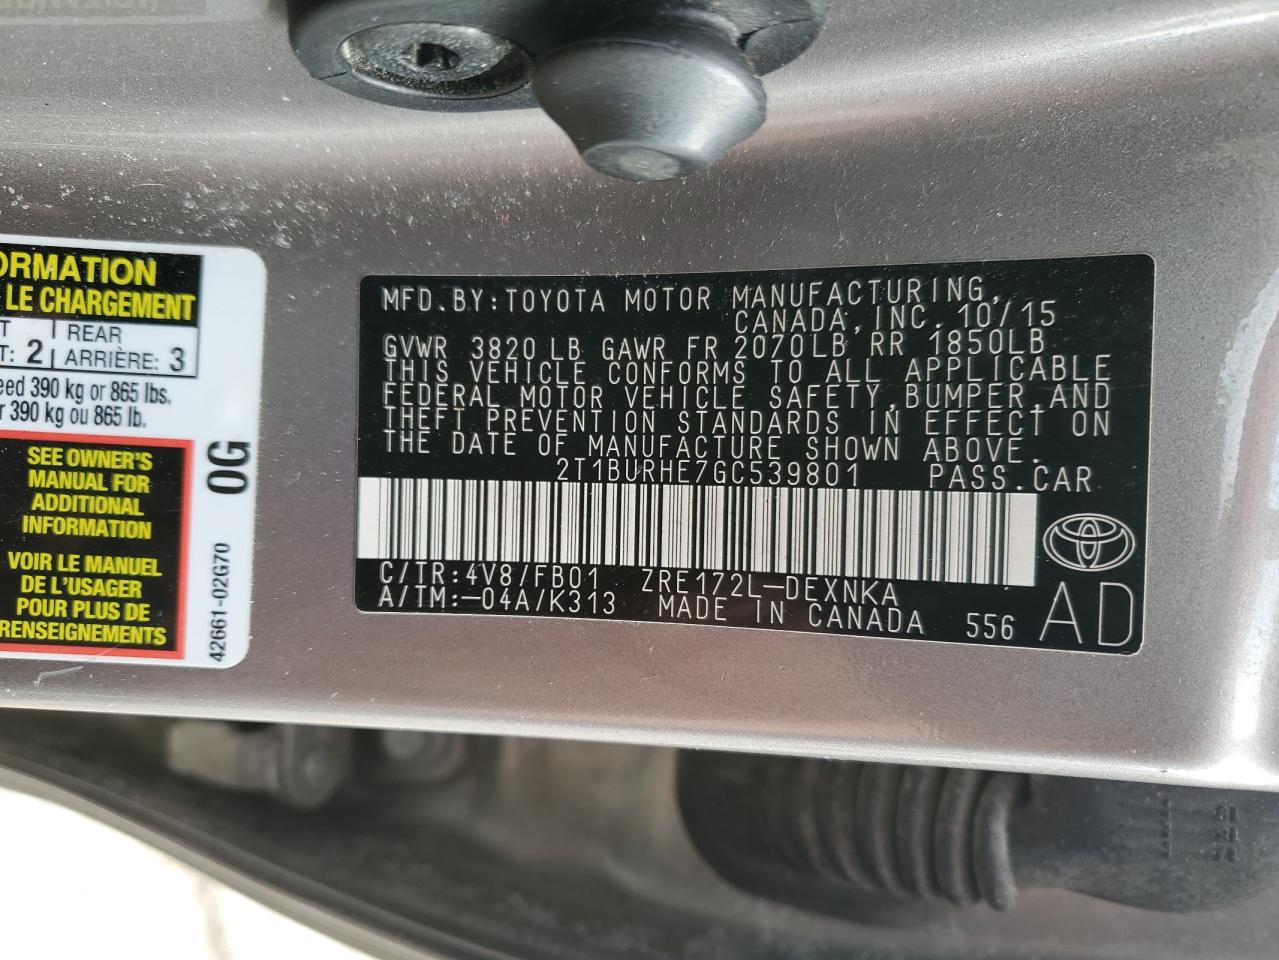 ORMATION
LE CHARGEMENT
T
T: 2
REAR
ARRIÈRE: 3
eed 390 kg or 865 lbs.
r 390 kg ou 865 lb.
SEE OWNER'S
MANUAL FOR
ADDITIONAL
INFORMATION
VOIR LE MANUEL
DE L'USAGER
POUR PLUS DE
RENSEIGNEMENTS
0G
42661-02G70
MFD.BY:TOYOTA MOTOR MANUFACTURING,
CANADA,INC. 10/15
GVWR 3820 LB GAWR FR 2070LB RR 1850LB
THIS VEHICLE CONFORMS TO ALL APPLICABLE
FEDERAL MOTOR VEHICLE SAFETY,BUMPER,AND
THEFT PREVENTION STANDARDS IN EFFECT ON
THE DATE OF MANUFACTURE SHOWN ABOVE.
2T1BURHE7GC539801 PASS.CAR
C/TR:4V8/FB01 ZRE172L-DEXNKA
A/TM:-04A/K313 MADE IN CANADA 556 AD